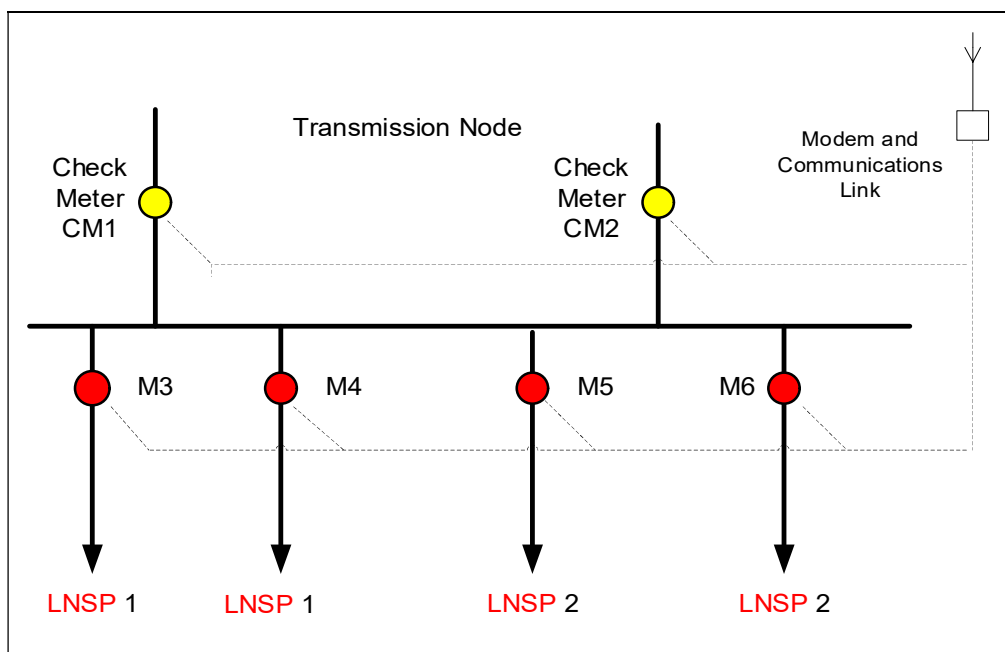 Transmission Node
Check
Meter
CM1
Check
Meter
CM2
Modem and
Communications
Link
M3
M4
M5
M6
LNSP 1
LNSP 1
LNSP 2
LNSP 2